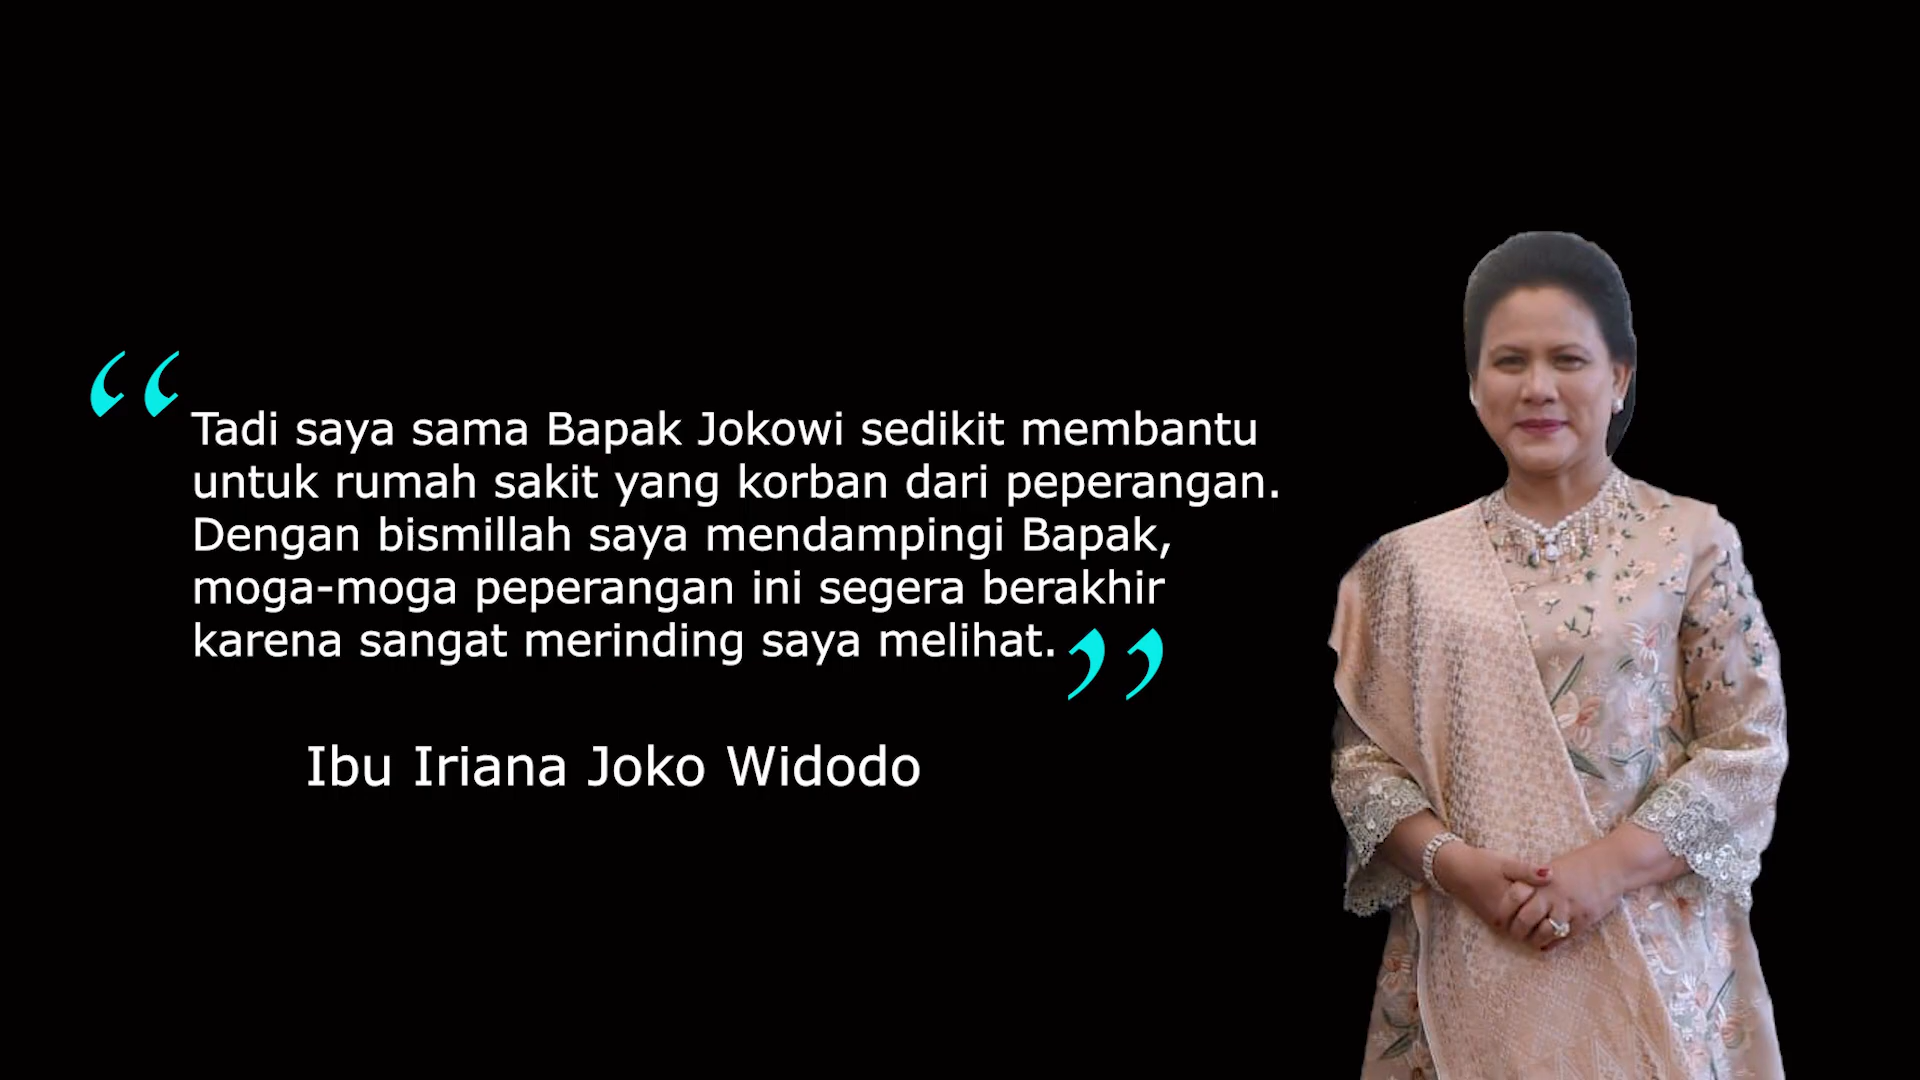 “Tadi saya sama Bapak Jokowi sedikit membantu
untuk rumah sakit yang korban dari peperangan.
Dengan bismillah saya mendampingi Bapak,
moga-moga peperangan ini segera berakhir
karena sangat merinding saya melihat.”
Ibu Iriana Joko Widodo